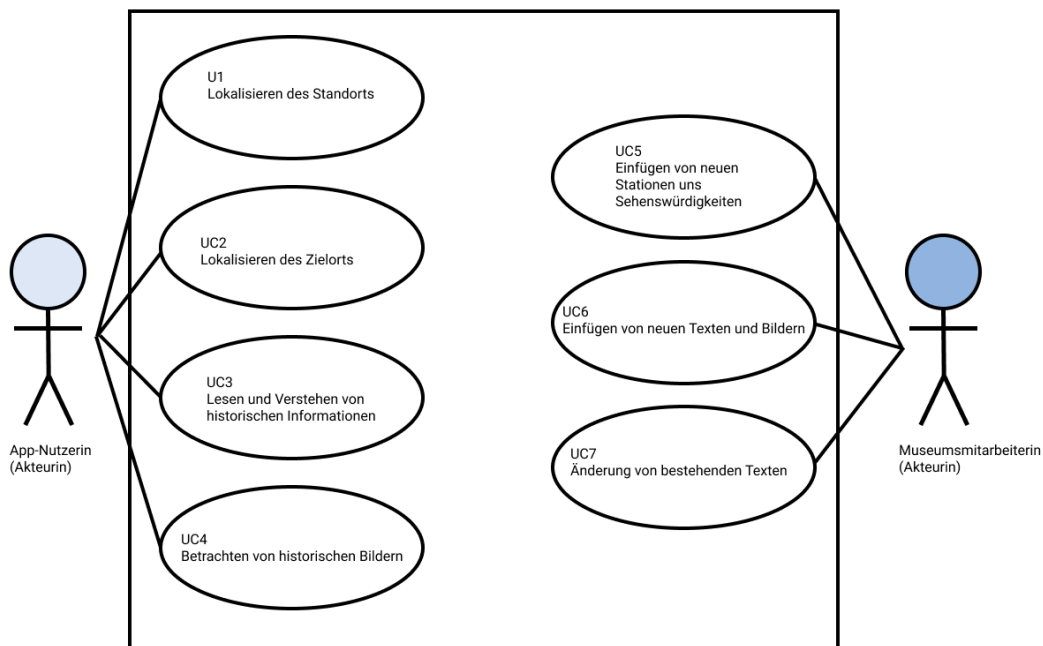 U1
Lokalisieren des Standorts
UC2
Lokalisieren des Zielorts
UC3
Lesen und Verstehen von
historischen Informationen
UC4
Betrachten von historischen Bildern
UC5
Einfügen von neuen
Stationen uns
Sehenswürdigkeiten
UC6
Einfügen von neuen Texten und Bildern
UC7
Änderung von bestehenden Texten
App-Nutzerin
(Akteurin)
Museumsmitarbeiterin
(Akteurin)